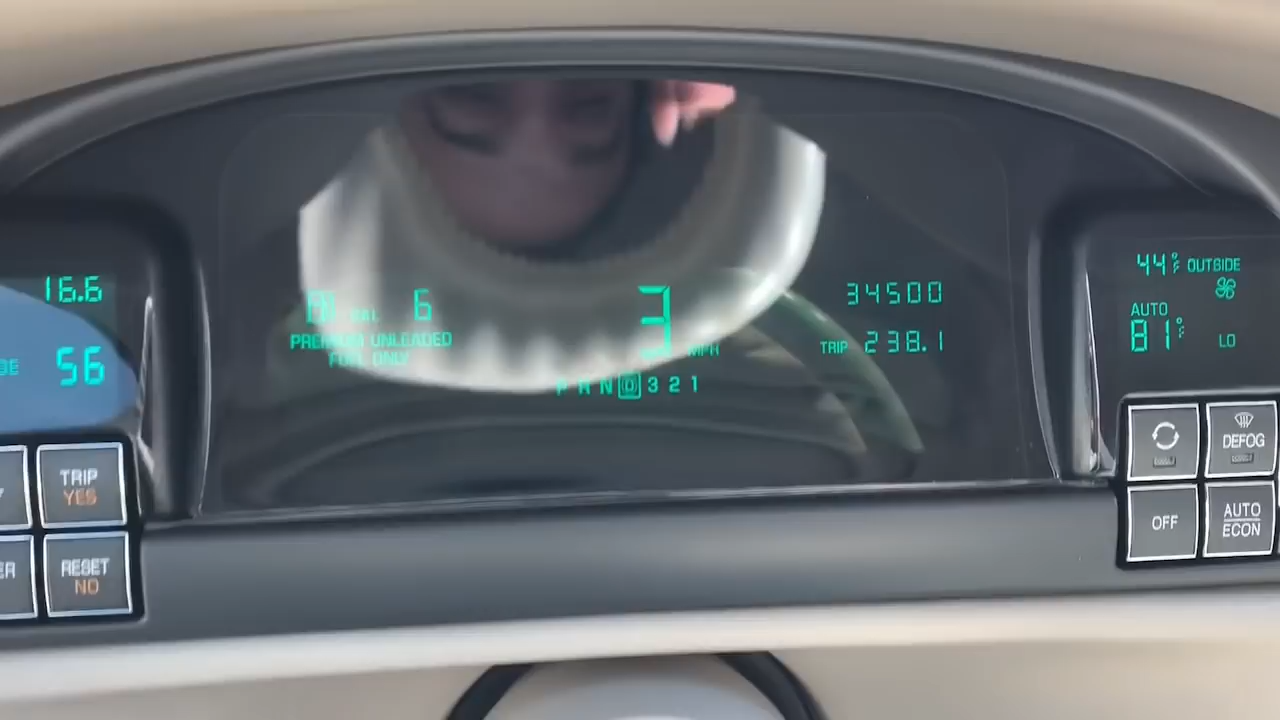 16.6
56
TRIP
YES
RESET
NO
GAL 6
PREMIUM UNLEADED
FUEL ONLY
3
MPH
P R N D 3 2 1
34500
TRIP 238.1
44°F OUTSIDE
AUTO
81°F LO
DEFOG
OFF
AUTO
ECON